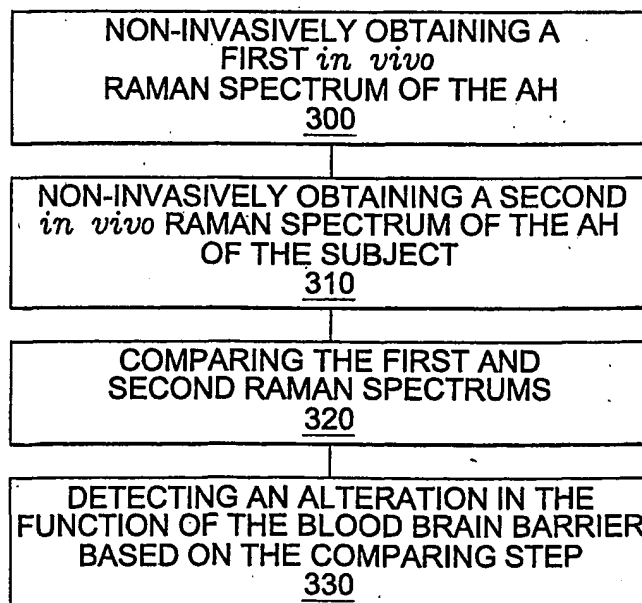 NON-INVASIVELY OBTAINING A
FIRST in vivo
RAMAN SPECTRUM OF THE AH
300
NON-INVASIVELY OBTAINING A SECOND
in vivo RAMAN SPECTRUM OF THE AH
OF THE SUBJECT
310
COMPARING THE FIRST AND
SECOND RAMAN SPECTRUMS
320
DETECTING AN ALTERATION IN THE
FUNCTION OF THE BLOOD BRAIN BARRIER
BASED ON THE COMPARING STEP
330